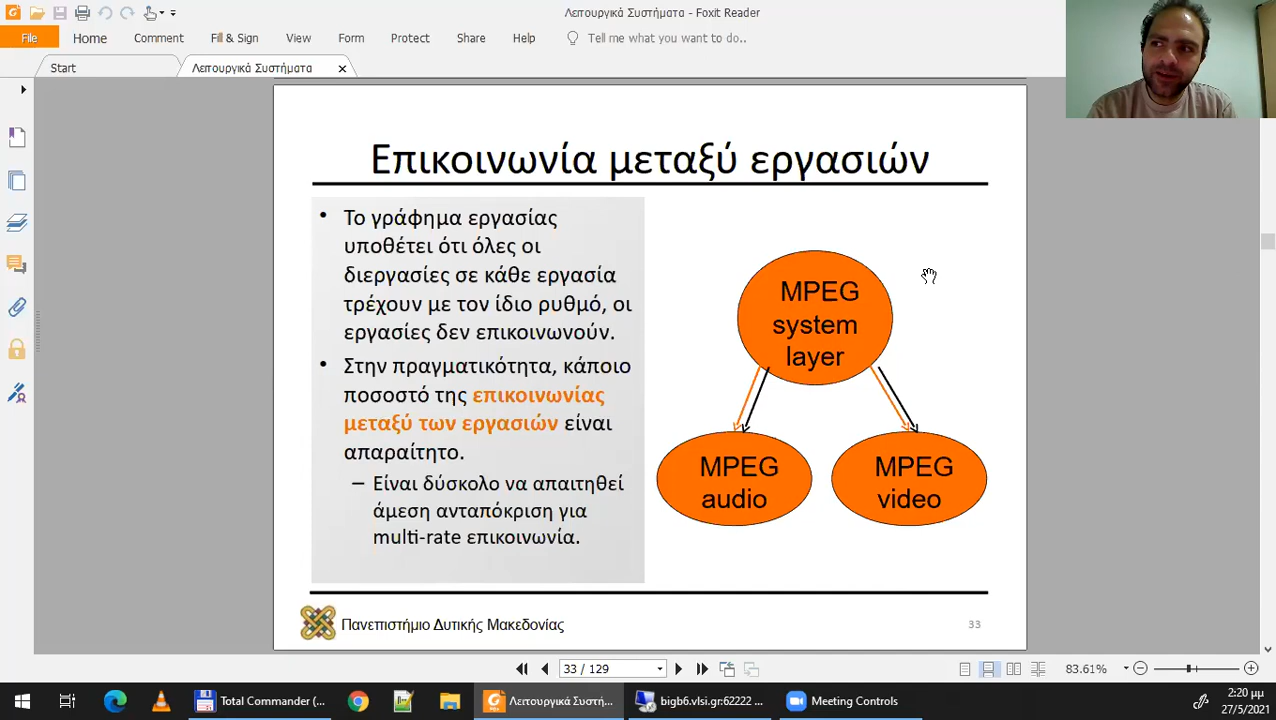 Λειτουργικά Συστήματα - Foxit Reader
File Home Comment Fill & Sign View Form Protect Share Help Tell me what you want to do..
Start Λειτουργικά Συστήματα
Επικοινωνία μεταξύ εργασιών
• Το γράφημα εργασίας
υποθέτει ότι όλες οι
διεργασίες σε κάθε εργασία
τρέχουν με τον ίδιο ρυθμό, οι
εργασίες δεν επικοινωνούν.
• Στην πραγματικότητα, κάποιο
ποσοστό της επικοινωνίας
μεταξύ των εργασιών είναι
απαραίτητο.
– Είναι δύσκολο να απαιτηθεί
άμεση ανταπόκριση για
multi-rate επικοινωνία.
MPEG
system
layer
MPEG
audio
MPEG
video
Πανεπιστήμιο Δυτικής Μακεδονίας
33
33 / 129
83.61%
Total Commander (...
Λειτουργικά Συστή...
bigb6.vlsi.gr:62222 ...
Meeting Controls
2:20 μμ
27/5/2021